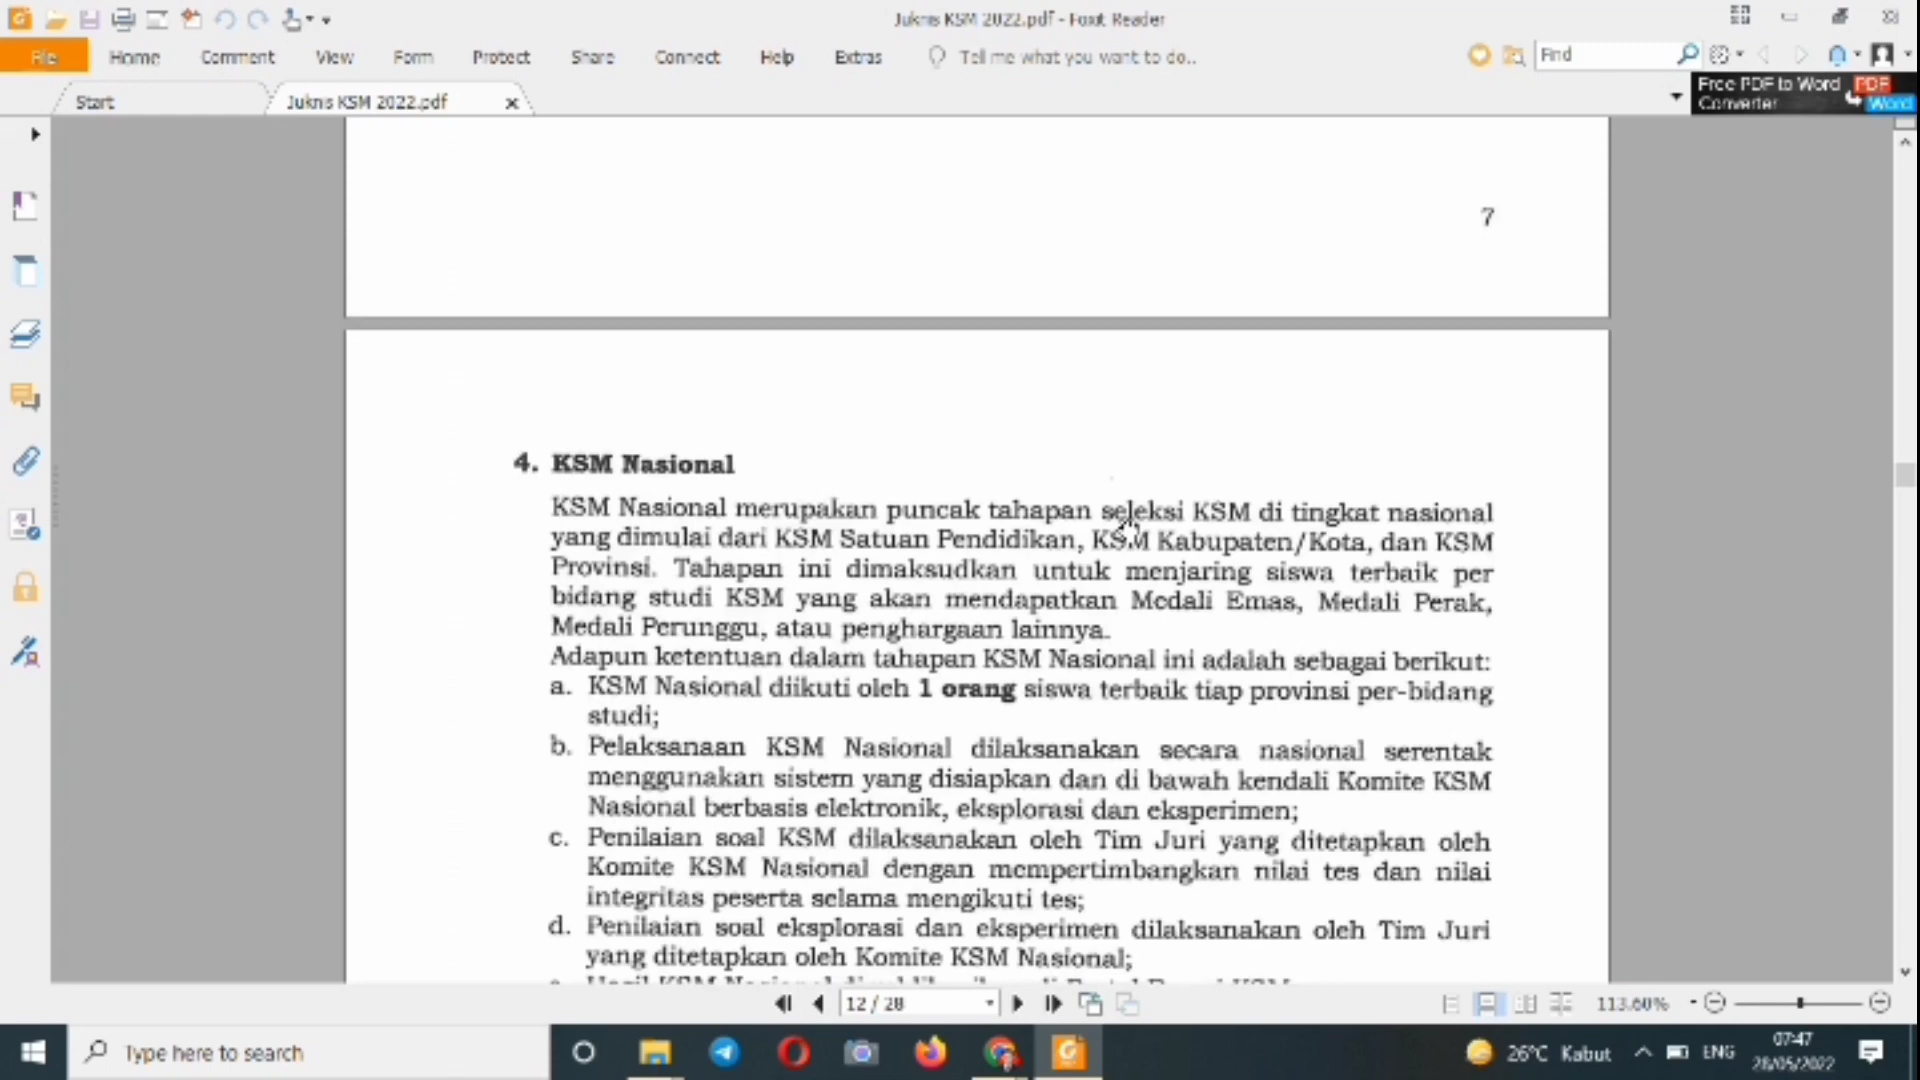 Juknis KSM 2022.pdf - Foxit Reader
File Home Comment View Form Protect Share Connect Help Extras Tell me what you want to do.. Find
Start Juknis KSM 2022.pdf
Free PDF to Word PDF
Converter Word
7
4. KSM Nasional
KSM Nasional merupakan puncak tahapan seleksi KSM di tingkat nasional
yang dimulai dari KSM Satuan Pendidikan, KSM Kabupaten/Kota, dan KSM
Provinsi. Tahapan ini dimaksudkan untuk menjaring siswa terbaik per
bidang studi KSM yang akan mendapatkan Medali Emas, Medali Perak,
Medali Perunggu, atau penghargaan lainnya.
Adapun ketentuan dalam tahapan KSM Nasional ini adalah sebagai berikut:
a. KSM Nasional diikuti oleh 1 orang siswa terbaik tiap provinsi per-bidang
studi;
b. Pelaksanaan KSM Nasional dilaksanakan secara nasional serentak
menggunakan sistem yang disiapkan dan di bawah kendali Komite KSM
Nasional berbasis elektronik, eksplorasi dan eksperimen;
c. Penilaian soal KSM dilaksanakan oleh Tim Juri yang ditetapkan oleh
Komite KSM Nasional dengan mempertimbangkan nilai tes dan nilai
integritas peserta selama mengikuti tes;
d. Penilaian soal eksplorasi dan eksperimen dilaksanakan oleh Tim Juri
yang ditetapkan oleh Komite KSM Nasional;
12 / 28 113.60%
Type here to search 26°C Kabut ENG 07:47
28/05/2022